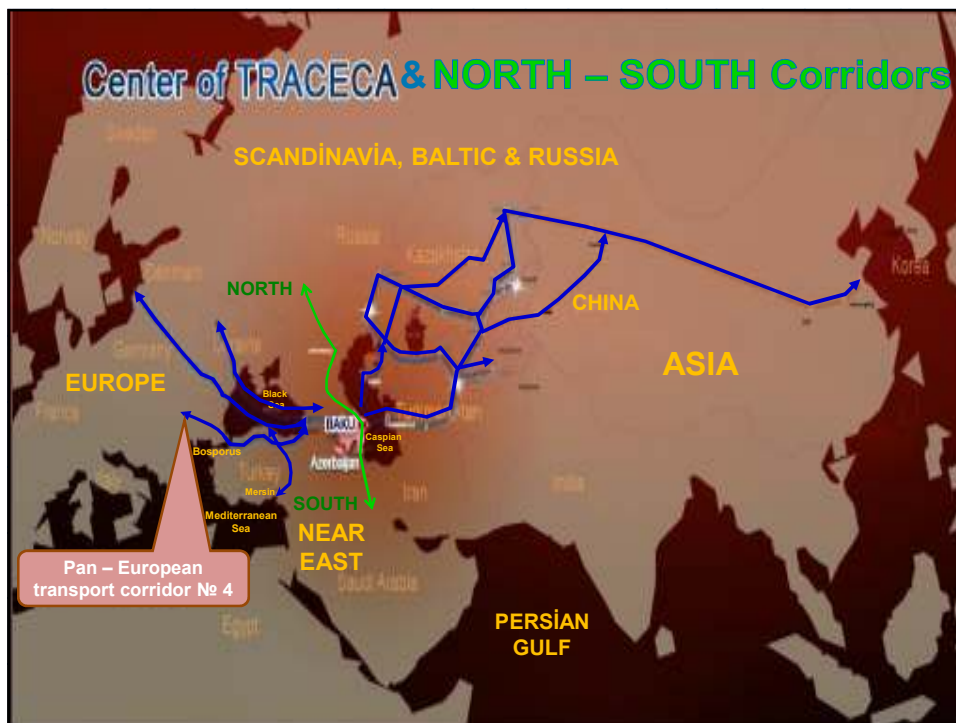 Center of TRACECA & NORTH – SOUTH Corridors
Sweden
SCANDİNAVİA, BALTIC & RUSSIA
Norway
Russia
Kazakhstan
Korea
NORTH
CHINA
Germany
Ukraine
ASIA
EUROPE
Black
Sea
France
BAKU
Caspian
Sea
Bosporus
Azerbaijan
Turkey
Mersin
Iran
India
SOUTH
Mediterranean
Sea
NEAR
EAST
Pan – European
transport corridor № 4
Saudi Arabia
Egypt
PERSİAN
GULF